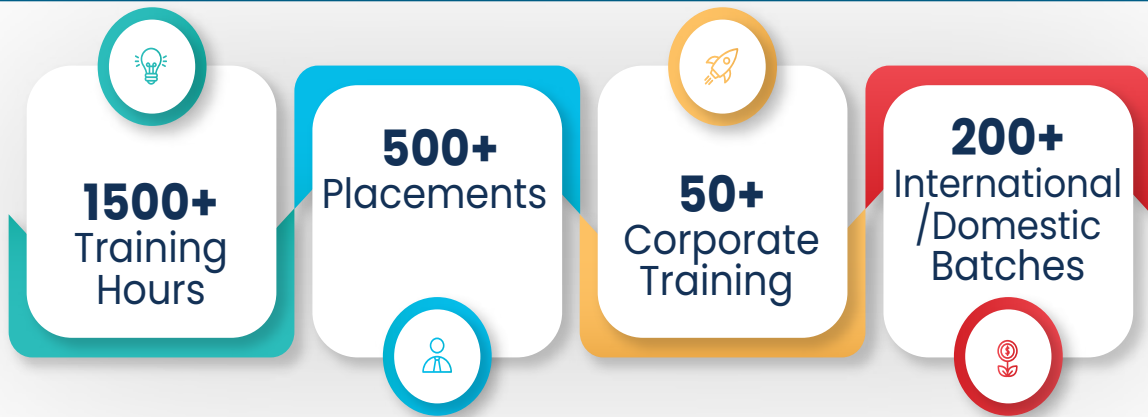 1500+
Training
Hours
500+
Placements
50+
Corporate
Training
200+
International
/Domestic
Batches
$